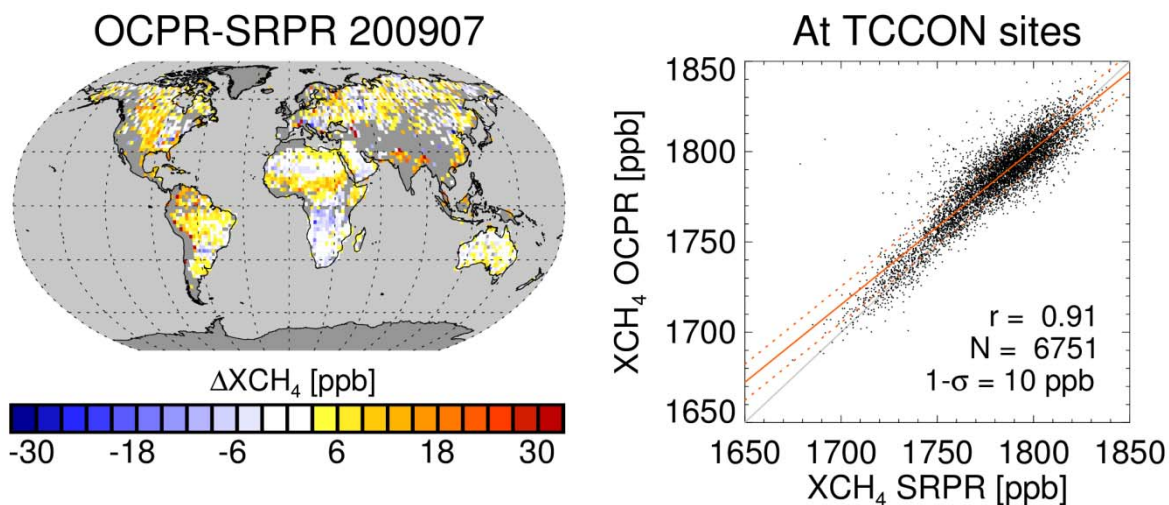 OCPR-SRPR 200907
ΔXCH₄ [ppb]
-30 -18 -6 6 18 30
At TCCON sites
XCH₄ OCPR [ppb]
1850
1800
1750
1700
1650
r = 0.91
N = 6751
1-σ = 10 ppb
1650 1700 1750 1800 1850
XCH₄ SRPR [ppb]